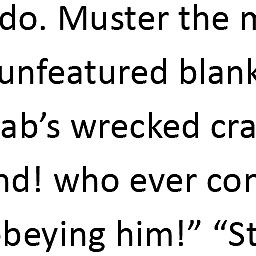 do. Muster the m
unfeatured blank
ab’s wrecked cra
nd! who ever con
beying him!” “St